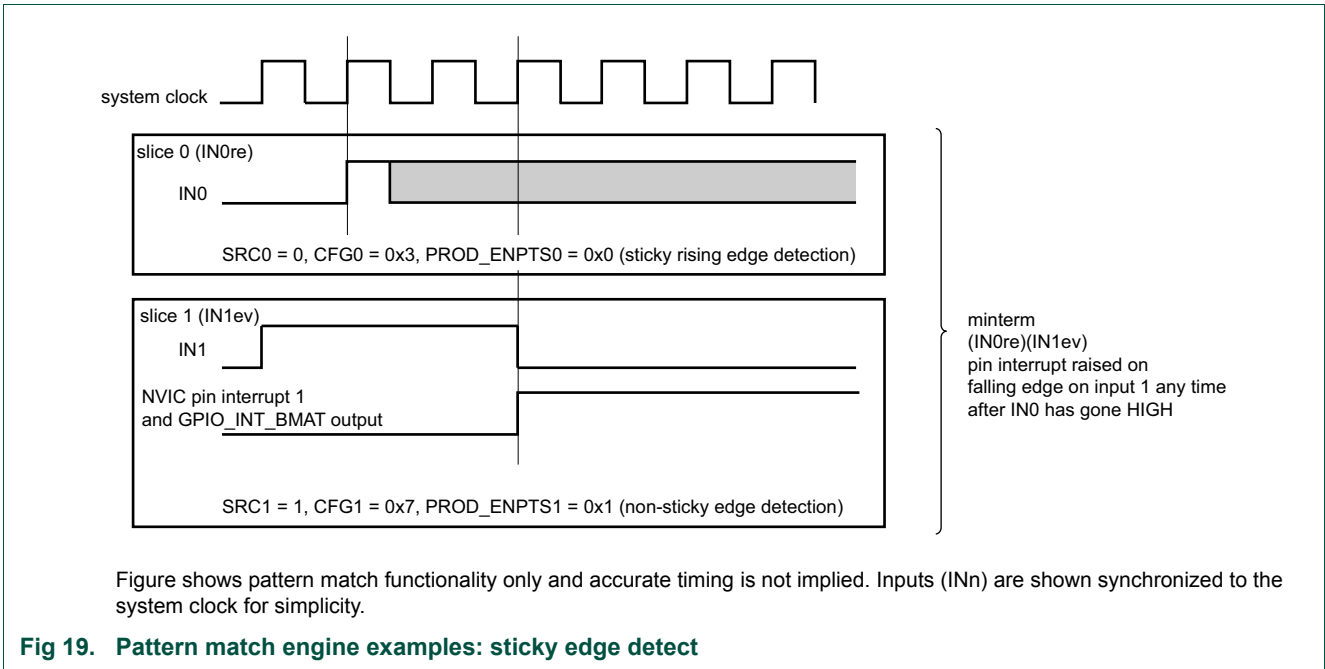 system clock
slice 0 (IN0re)
IN0
SRC0 = 0, CFG0 = 0x3, PROD_ENPTS0 = 0x0 (sticky rising edge detection)
slice 1 (IN1ev)
IN1
NVIC pin interrupt 1
and GPIO_INT_BMAT output
SRC1 = 1, CFG1 = 0x7, PROD_ENPTS1 = 0x1 (non-sticky edge detection)
minterm
(IN0re)(IN1ev)
pin interrupt raised on
falling edge on input 1 any time
after IN0 has gone HIGH
Figure shows pattern match functionality only and accurate timing is not implied. Inputs (INn) are shown synchronized to the
system clock for simplicity.
Fig 19. Pattern match engine examples: sticky edge detect